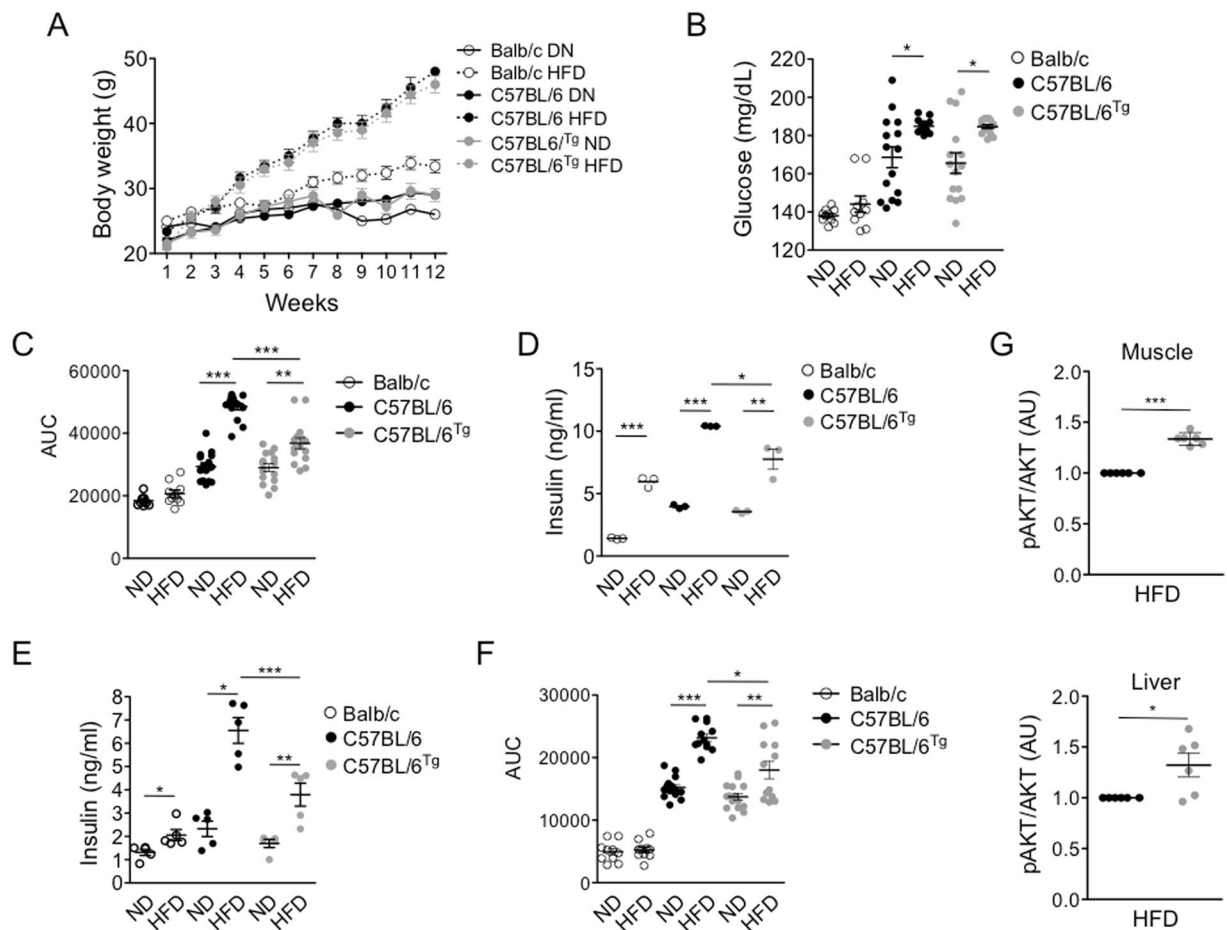 A
Body weight (g)
50
40
30
20
1 2 3 4 5 6 7 8 9 10 11 12
Weeks
Balb/c DN
Balb/c HFD
C57BL/6 DN
C57BL/6 HFD
C57BL6/Tg ND
C57BL/6Tg HFD
B
Glucose (mg/dL)
220
200
180
160
140
120
* *
ND HFD ND HFD ND HFD
Balb/c
C57BL/6
C57BL/6Tg
C
AUC
60000
40000
20000
0
***
*** **
ND HFD ND HFD ND HFD
Balb/c
C57BL/6
C57BL/6Tg
D
Insulin (ng/ml)
15
10
5
0
*
*** *** **
ND HFD ND HFD ND HFD
Balb/c
C57BL/6
C57BL/6Tg
G
Muscle
pAKT/AKT (AU)
2.0
1.5
1.0
0.5
0.0
***
HFD
E
Insulin (ng/ml)
8
7
6
5
4
3
2
1
0
***
* * **
ND HFD ND HFD ND HFD
Balb/c
C57BL/6
C57BL/6Tg
F
AUC
30000
20000
10000
0
*
*** **
ND HFD ND HFD ND HFD
Balb/c
C57BL/6
C57BL/6Tg
Liver
pAKT/AKT (AU)
2.0
1.5
1.0
0.5
0.0
*
HFD